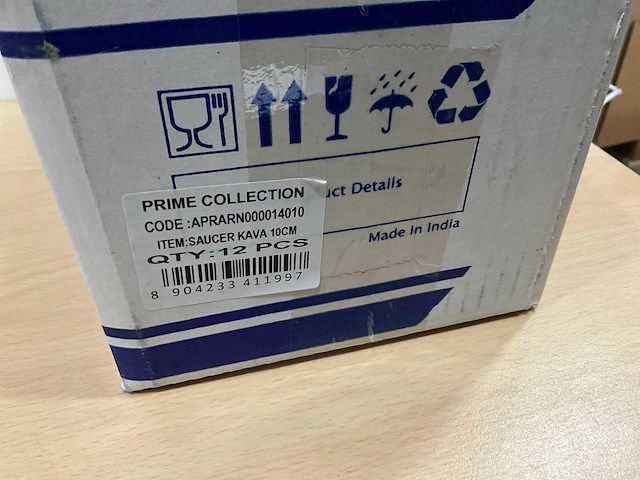 uct Details
PRIME COLLECTION
CODE :APRARN000014010
ITEM:SAUCER KAVA 10CM
QTY:12 PCS
8 904233 411997
Made In India